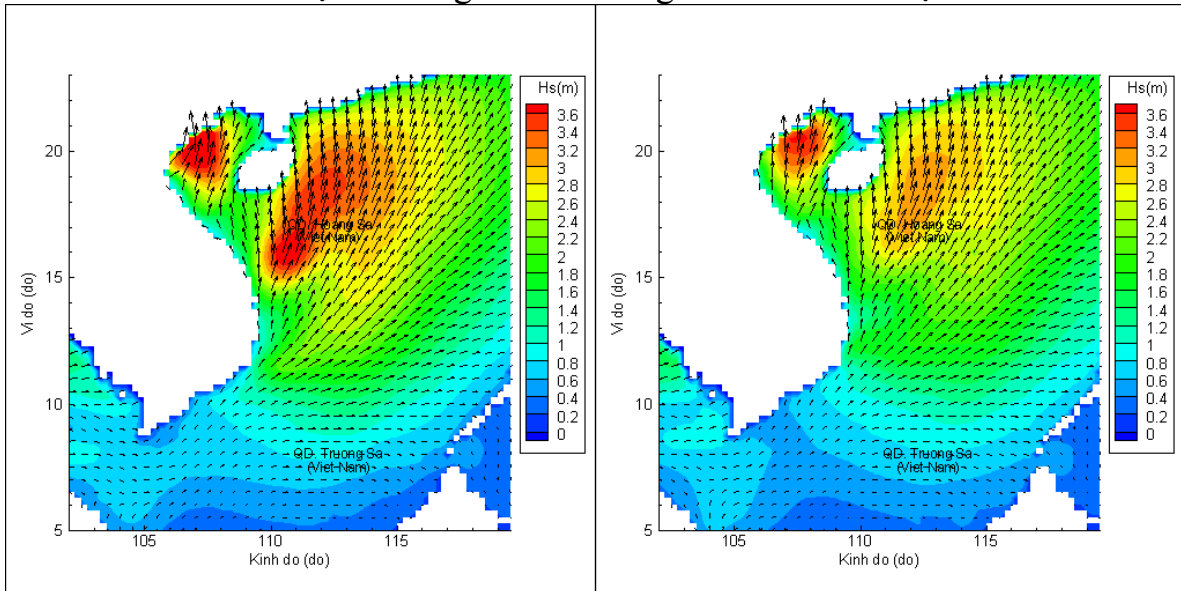 Hs(m)
3.6
3.4
3.2
3
2.8
2.6
2.4
2.2
2
1.8
1.6
1.4
1.2
1
0.8
0.6
0.4
0.2
0
20
15
10
5
Vi do (do)
QD. Hoang Sa
(Viet Nam)
QD. Truong Sa
(Viet Nam)
105 110 115
Kinh do (do)
Hs(m)
3.6
3.4
3.2
3
2.8
2.6
2.4
2.2
2
1.8
1.6
1.4
1.2
1
0.8
0.6
0.4
0.2
0
20
15
10
5
Vi do (do)
QD. Hoang Sa
(Viet Nam)
QD. Truong Sa
(Viet Nam)
105 110 115
Kinh do (do)